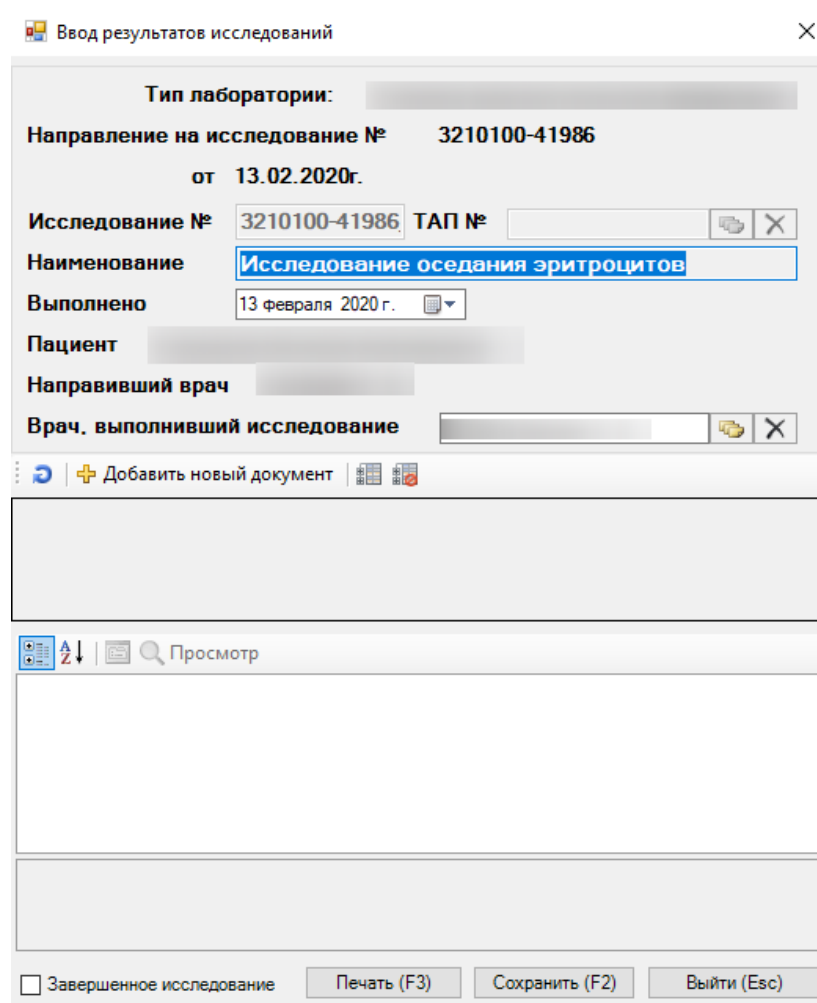 Ввод результатов исследований
Тип лаборатории:
Направление на исследование № 3210100-41986
от 13.02.2020г.
Исследование № 3210100-41986 ТАП №
Наименование Исследование оседания эритроцитов
Выполнено 13 февраля 2020 г.
Пациент
Направивший врач
Врач, выполнивший исследование
Добавить новый документ
Просмотр
Завершенное исследование Печать (F3) Сохранить (F2) Выйти (Esc)